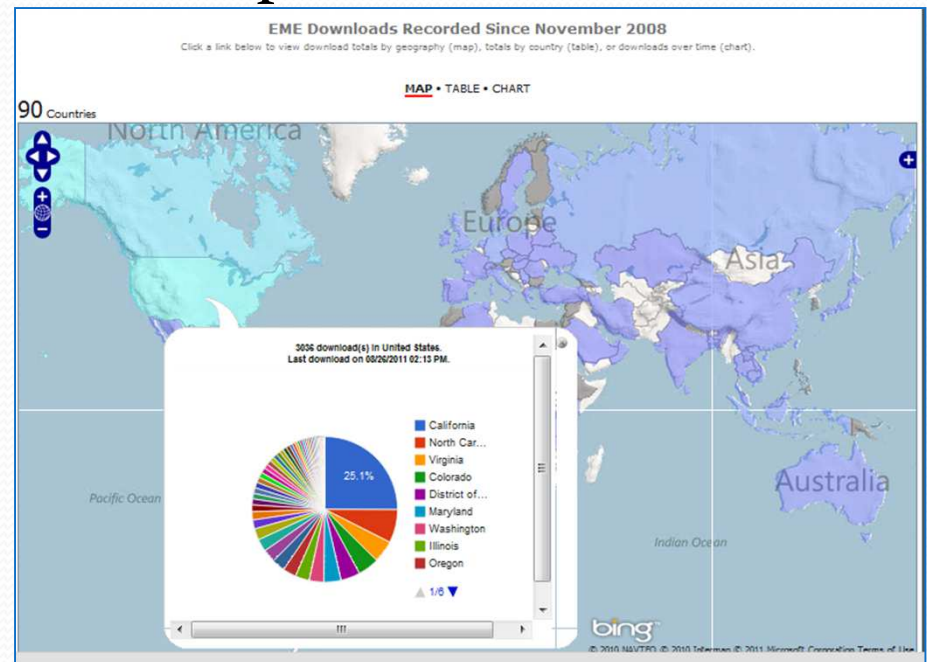 EME Downloads Recorded Since November 2008
Click a link below to view download totals by geography (map), totals by country (table), or downloads over time (chart).
MAP • TABLE • CHART
90 Countries
North America
Europe
Asia
3036 download(s) in United States.
Last download on 08/26/2011 02:13 PM.
California
North Car...
Virginia
25.1%
Colorado
District of...
Maryland
Washington
Illinois
Oregon
1/6
Pacific Ocean
Australia
Indian Ocean
bing
© 2010 NAVTEQ © 2010 Intermap © 2011 Microsoft Corporation Terms of Use